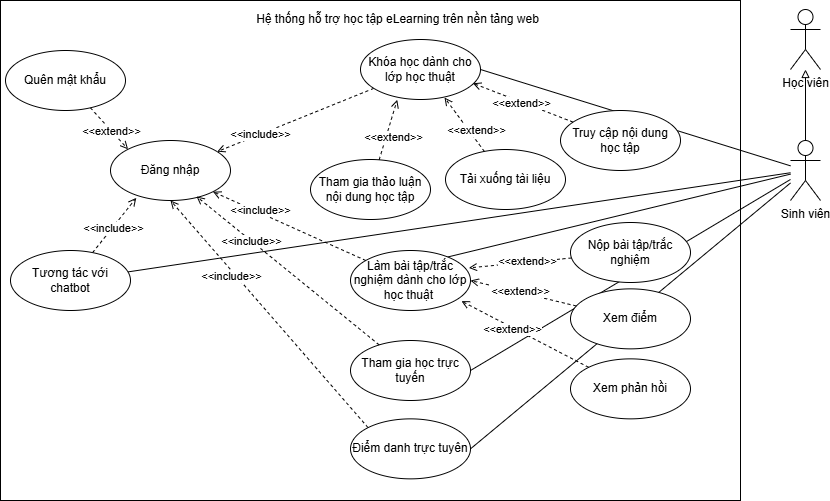 Hệ thống hỗ trợ học tập eLearning trên nền tảng web
Quên mật khẩu
<<extend>>
Đăng nhập
<<include>>
Khóa học dành cho
lớp học thuật
<<extend>>
<<extend>>
<<extend>>
Truy cập nội dung
học tập
Tham gia thảo luận
nội dung học tập
Tải xuống tài liệu
Học viên
Sinh viên
<<include>>
<<include>>
<<include>>
<<include>>
Tương tác với
chatbot
Làm bài tập/trắc
nghiệm dành cho lớp
học thuật
<<extend>>
<<extend>>
<<extend>>
Nộp bài tập/trắc
nghiệm
Xem điểm
Xem phản hồi
Tham gia học trực
tuyến
Điểm danh trực tuyên